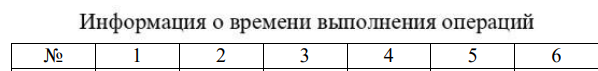 Информация о времени выполнения операций
№ 1 2 3 4 5 6